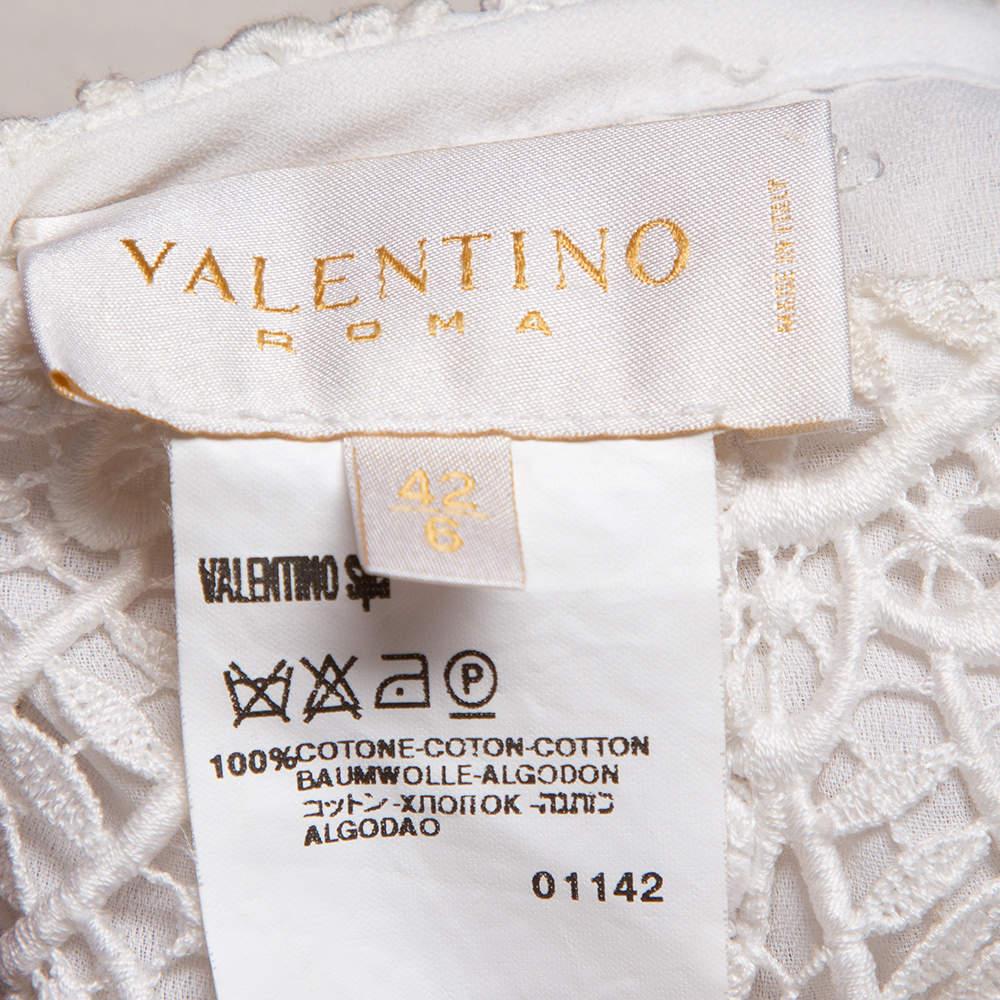 VALENTINO
ROMA
MADE IN ITALY
42
6
VALENTINO SpA
P
100% COTONE-COTON-COTTON
BAUMWOLLE-ALGODON
コットン-ХЛОПОК -כותנה
ALGODAO
01142